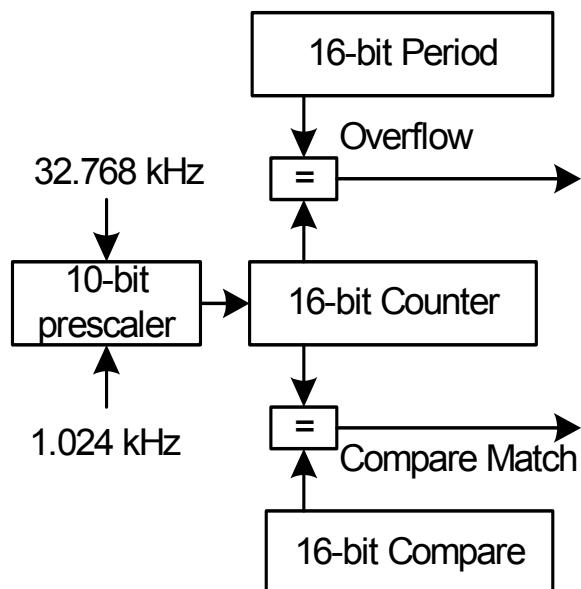 16-bit Period
Overflow
=
32.768 kHz
10-bit
prescaler
16-bit Counter
1.024 kHz
=
Compare Match
16-bit Compare